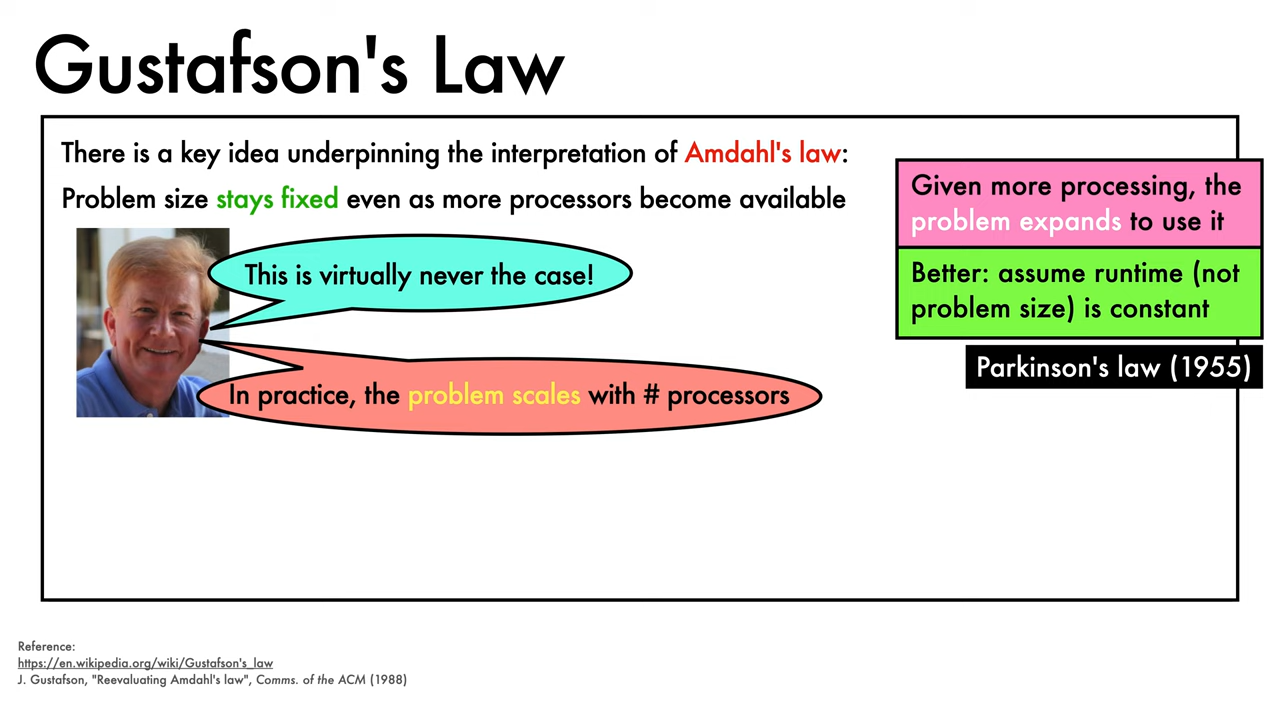 Gustafson's Law
There is a key idea underpinning the interpretation of Amdahl's law:
Problem size stays fixed even as more processors become available
This is virtually never the case!
In practice, the problem scales with # processors
Given more processing, the
problem expands to use it
Better: assume runtime (not
problem size) is constant
Parkinson's law (1955)
Reference:
https://en.wikipedia.org/wiki/Gustafson's_law
J. Gustafson, "Reevaluating Amdahl's law", Comms. of the ACM (1988)